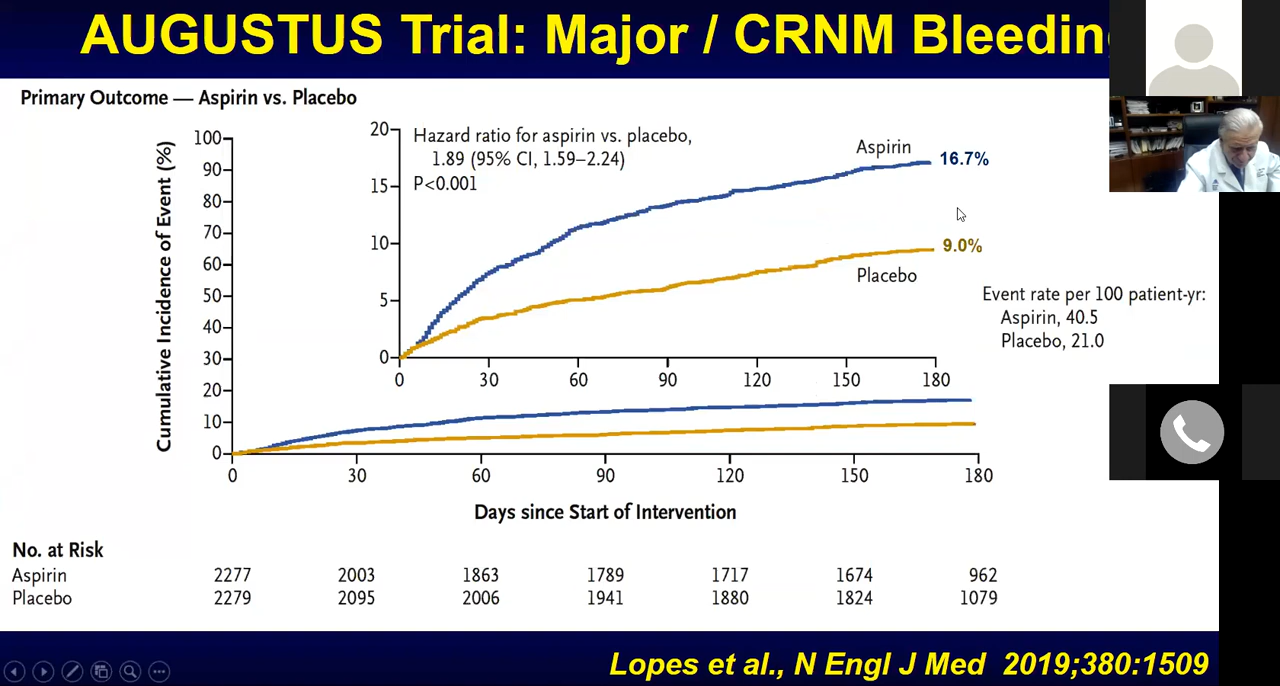 AUGUSTUS Trial: Major / CRNM Bleeding
Primary Outcome — Aspirin vs. Placebo
Cumulative Incidence of Event (%)
100
90
80
70
60
50
40
30
20
10
0
0
30
60
90
120
150
180
20
15
10
5
0
0
30
60
90
120
150
180
Hazard ratio for aspirin vs. placebo,
1.89 (95% CI, 1.59–2.24)
P<0.001
Aspirin
16.7%
9.0%
Placebo
Event rate per 100 patient-yr:
Aspirin, 40.5
Placebo, 21.0
Days since Start of Intervention
No. at Risk
Aspirin 2277 2003 1863 1789 1717 1674 962
Placebo 2279 2095 2006 1941 1880 1824 1079
Lopes et al., N Engl J Med 2019;380:1509